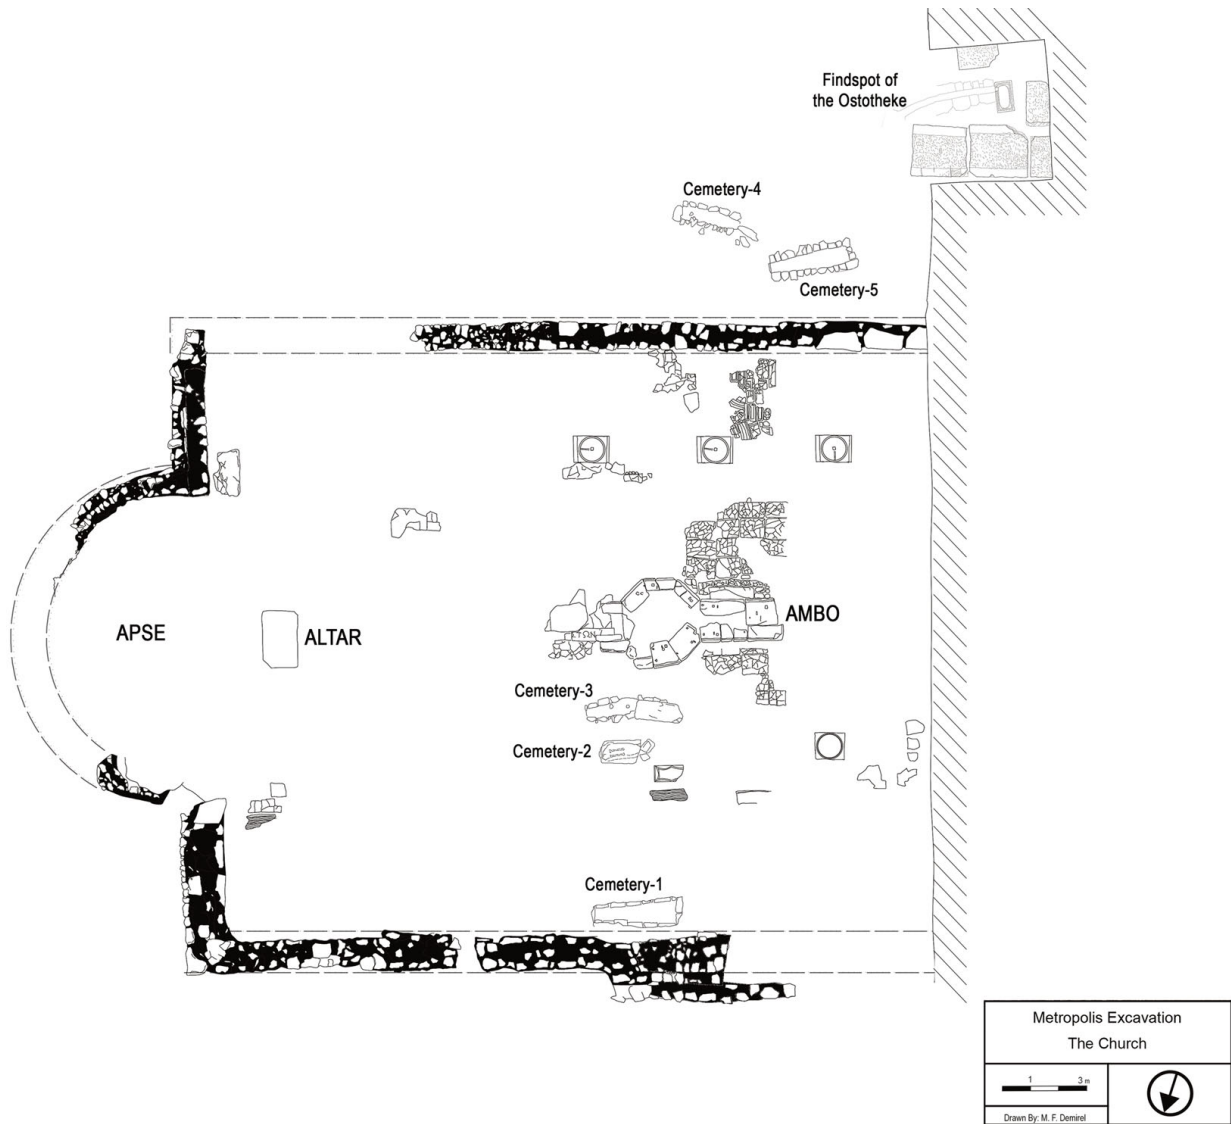 Findspot of
the Ostotheke
Cemetery-4
Cemetery-5
APSE
ALTAR
AMBO
Cemetery-3
Cemetery-2
Cemetery-1
Metropolis Excavation
The Church
1 3 m
Drawn By: M. F. Demirel